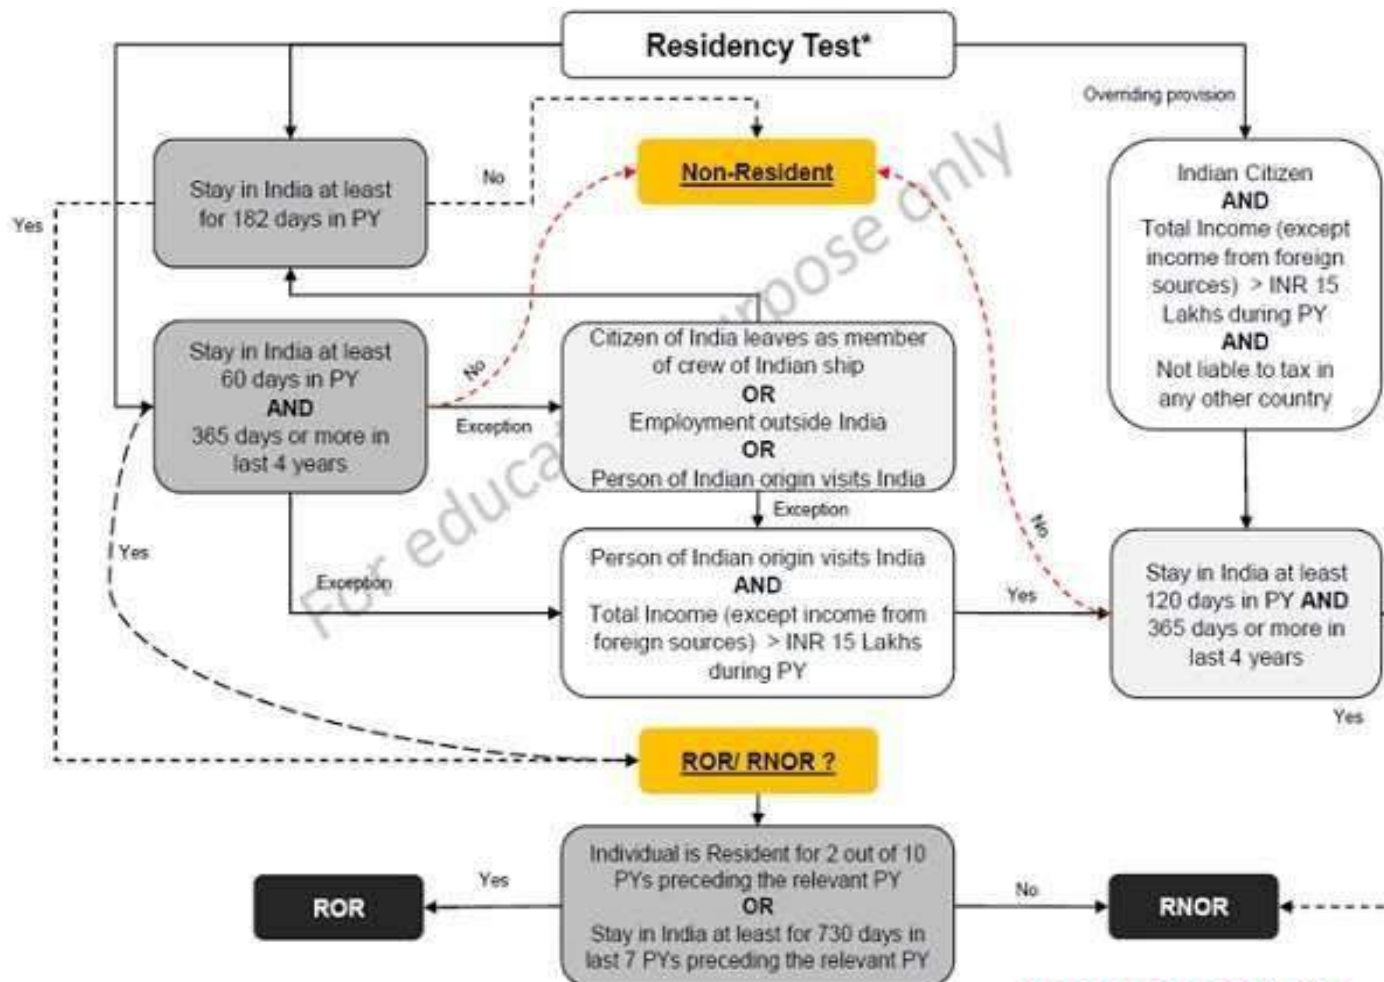 Residency Test*
Overriding provision
Stay in India at least
for 182 days in PY
No
Yes
Non-Resident
Indian Citizen
AND
Total Income (except
income from foreign
sources) > INR 15
Lakhs during PY
AND
Not liable to tax in
any other country
Stay in India at least
60 days in PY
AND
365 days or more in
last 4 years
No
Exception
Citizen of India leaves as member
of crew of Indian ship
OR
Employment outside India
OR
Person of Indian origin visits India
Exception
Yes
Exception
Person of Indian origin visits India
AND
Total Income (except income from
foreign sources) > INR 15 Lakhs
during PY
Yes
No
Stay in India at least
120 days in PY AND
365 days or more in
last 4 years
Yes
ROR/ RNOR ?
Individual is Resident for 2 out of 10
PYs preceding the relevant PY
OR
Stay in India at least for 730 days in
last 7 PYs preceding the relevant PY
Yes
ROR
No
RNOR
For educa urpose only